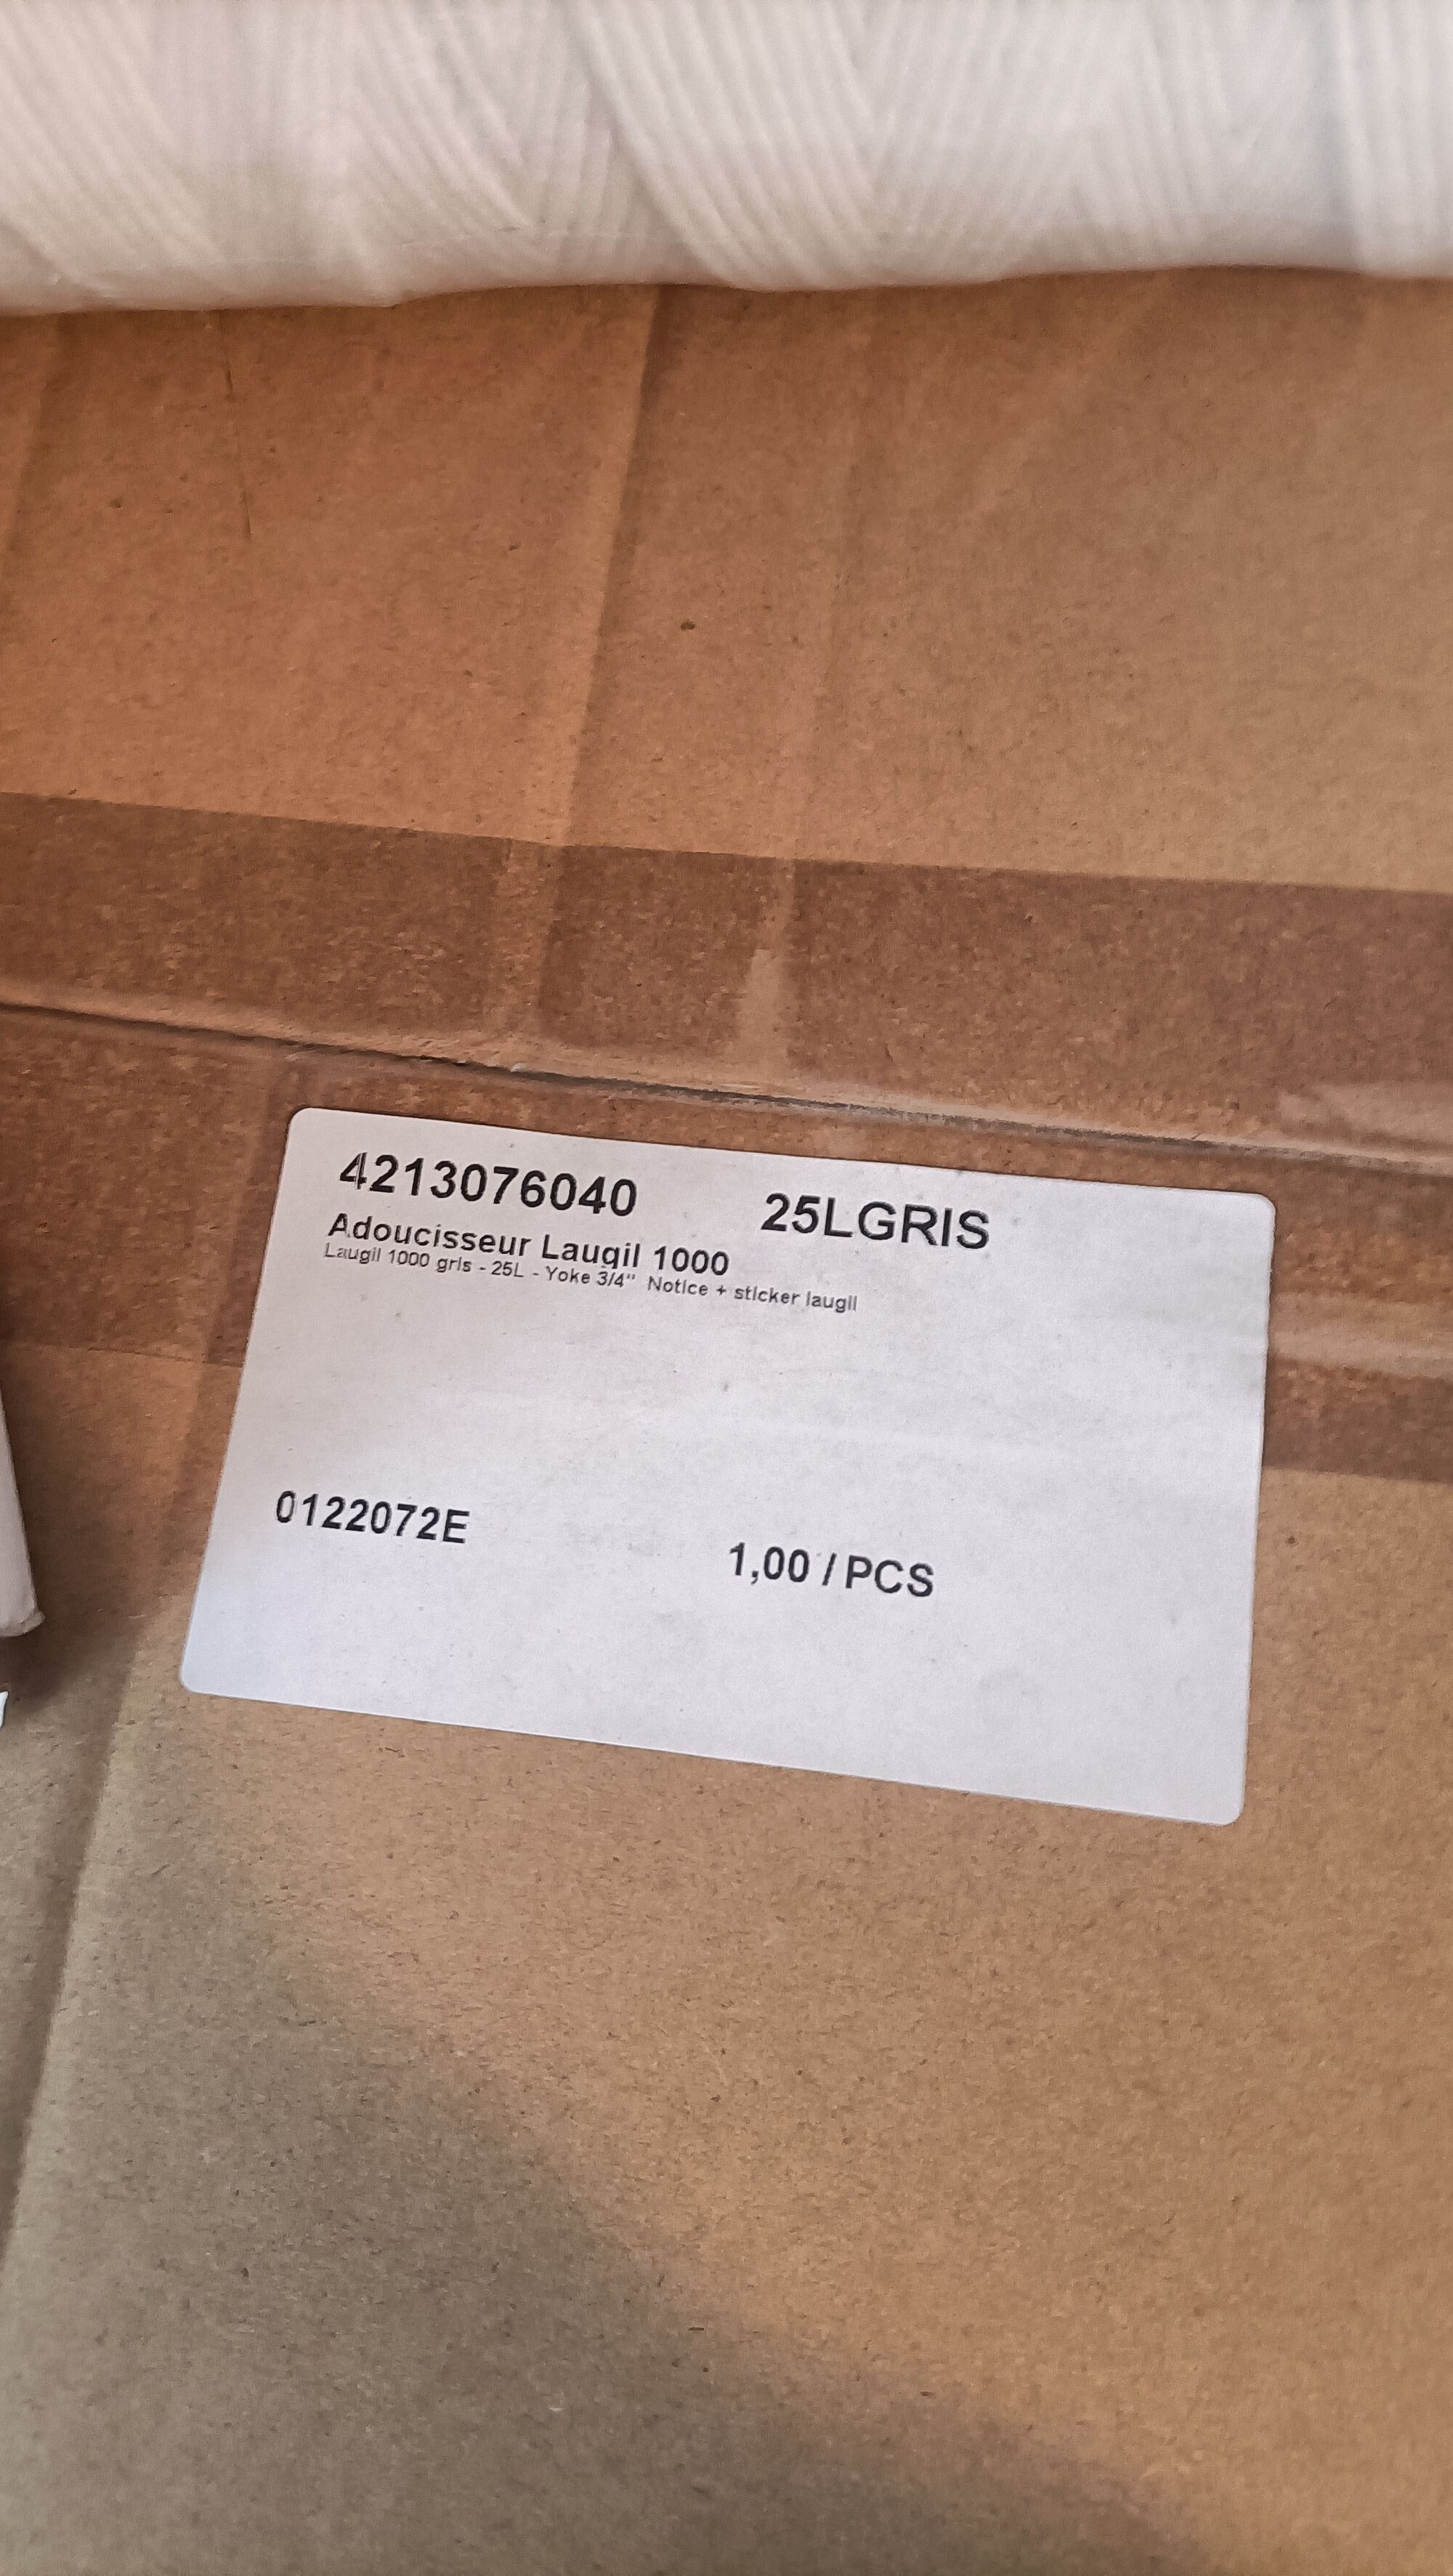 4213076040 25LGRIS
Adoucisseur Laugil 1000
Laugil 1000 gris - 25L - Yoke 3/4" Notice + sticker laugil
0122072E 1,00 / PCS